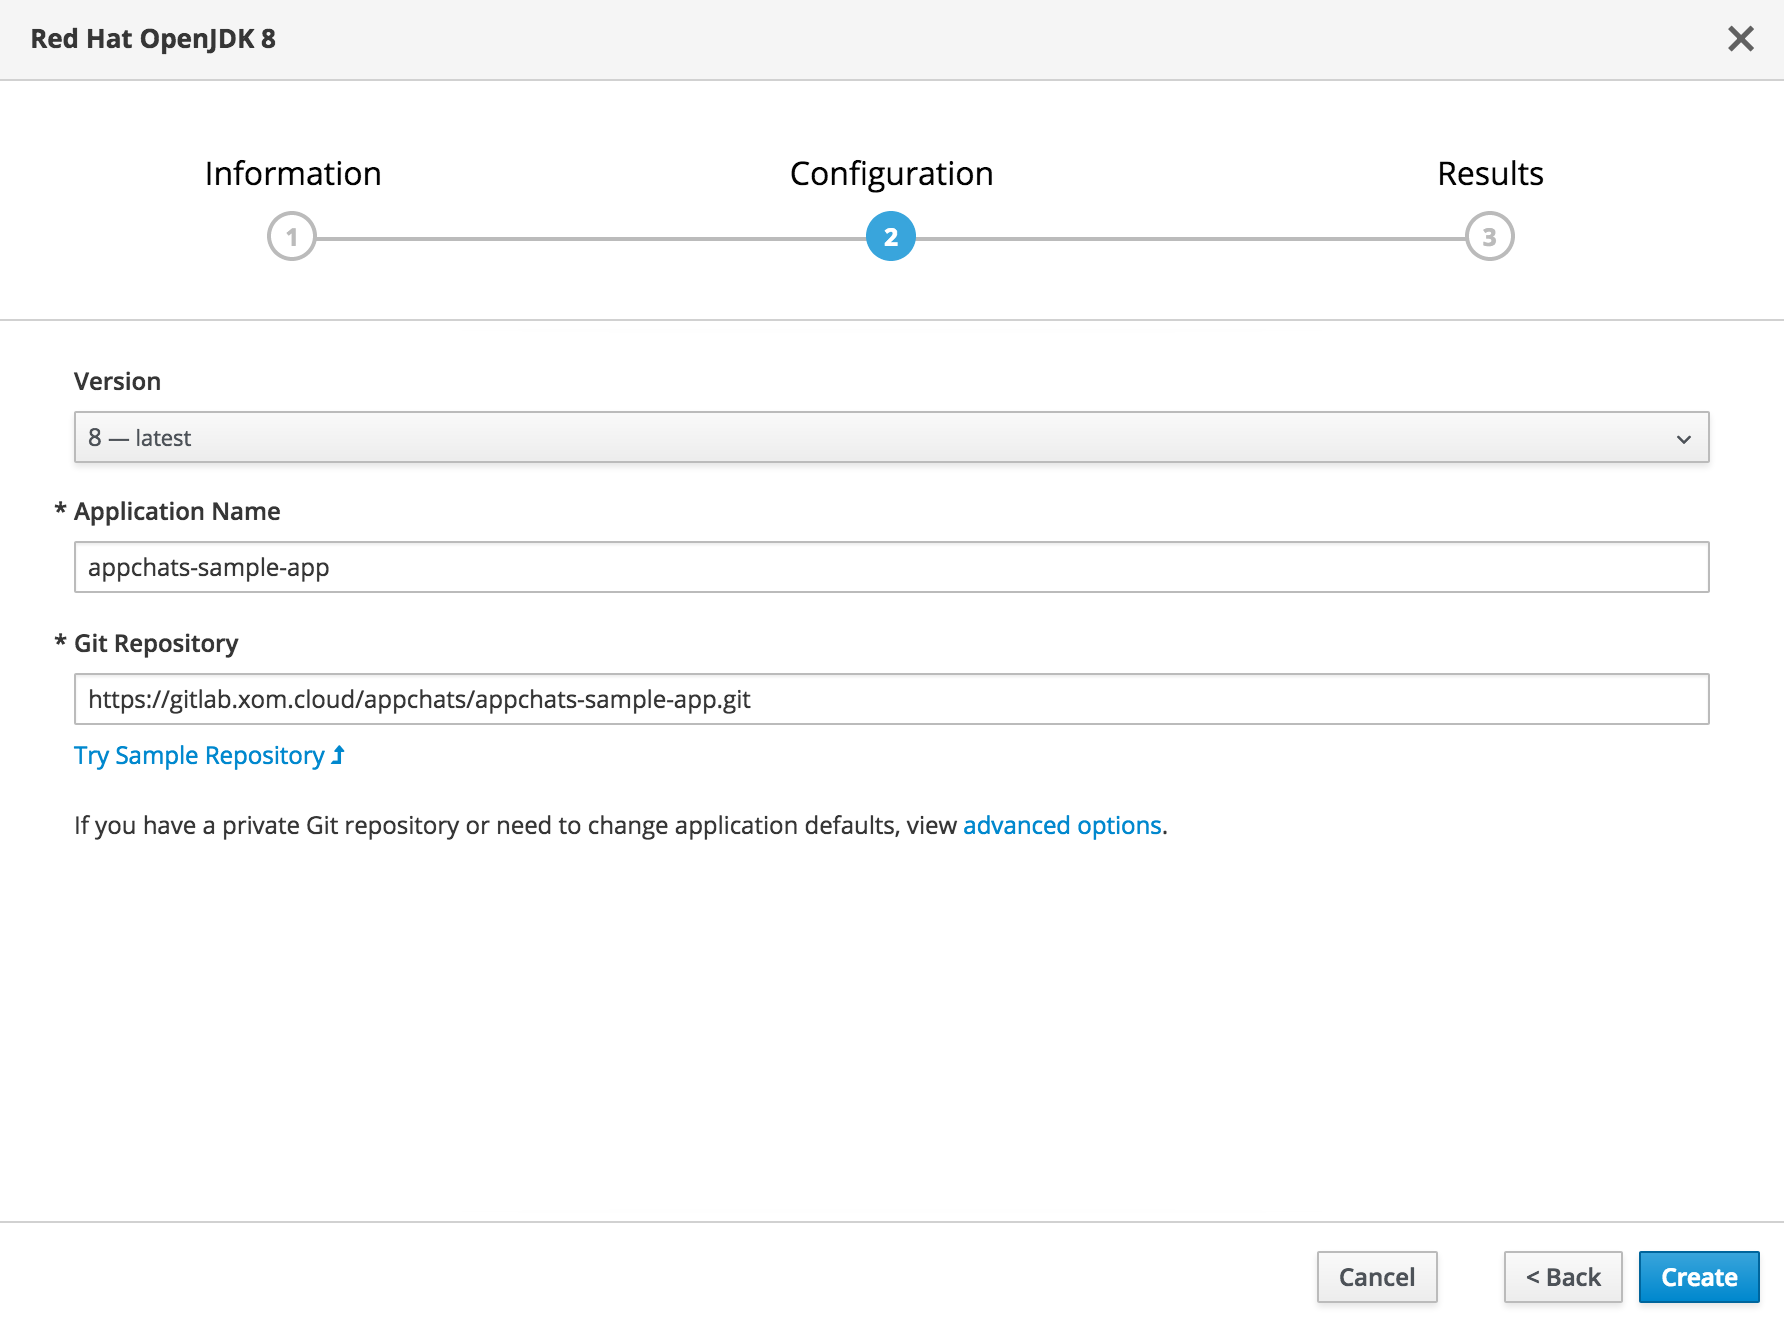 Red Hat OpenJDK 8
Information
Configuration
Results
1
2
3
Version
8 — latest
* Application Name
appchats-sample-app
* Git Repository
https://gitlab.xom.cloud/appchats/appchats-sample-app.git
Try Sample Repository
If you have a private Git repository or need to change application defaults, view advanced options.
Cancel
< Back
Create